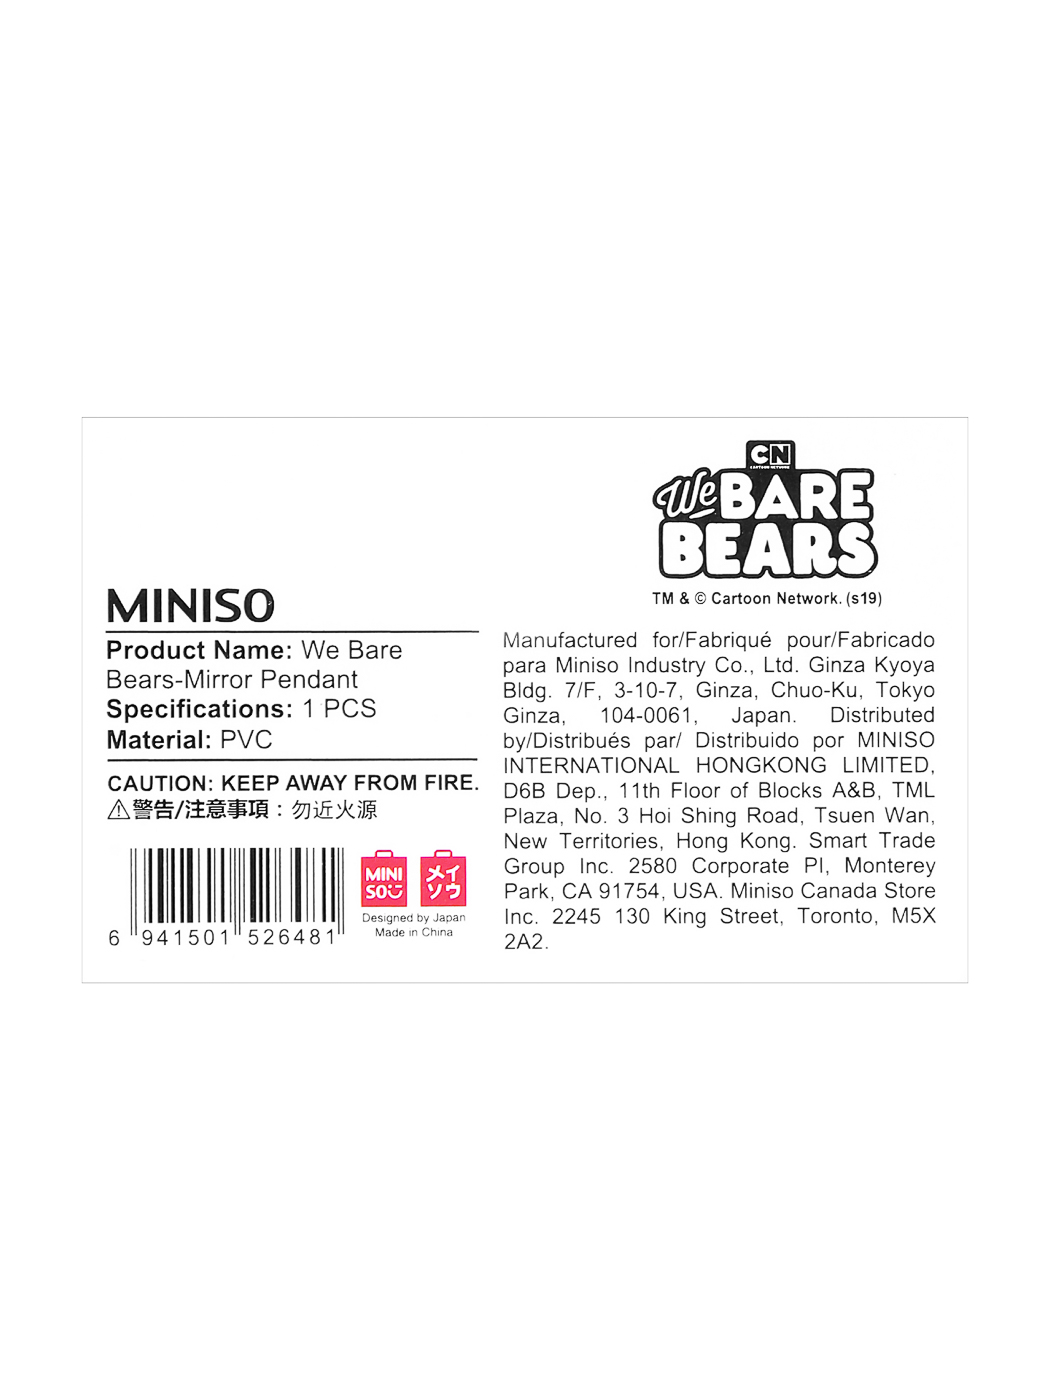 CN
CARTOON NETWORK
We BARE
BEARS
TM & © Cartoon Network. (s19)
MINISO
Product Name: We Bare
Bears-Mirror Pendant
Specifications: 1 PCS
Material: PVC
CAUTION: KEEP AWAY FROM FIRE.
⚠警告/注意事項：勿近火源
6 941501 526481
MINI
SO
メイ
ソウ
Designed by Japan
Made in China
Manufactured for/Fabriqué pour/Fabricado
para Miniso Industry Co., Ltd. Ginza Kyoya
Bldg. 7/F, 3-10-7, Ginza, Chuo-Ku, Tokyo
Ginza, 104-0061, Japan. Distributed
by/Distribués par/ Distribuido por MINISO
INTERNATIONAL HONGKONG LIMITED,
D6B Dep., 11th Floor of Blocks A&B, TML
Plaza, No. 3 Hoi Shing Road, Tsuen Wan,
New Territories, Hong Kong. Smart Trade
Group Inc. 2580 Corporate Pl, Monterey
Park, CA 91754, USA. Miniso Canada Store
Inc. 2245 130 King Street, Toronto, M5X
2A2.